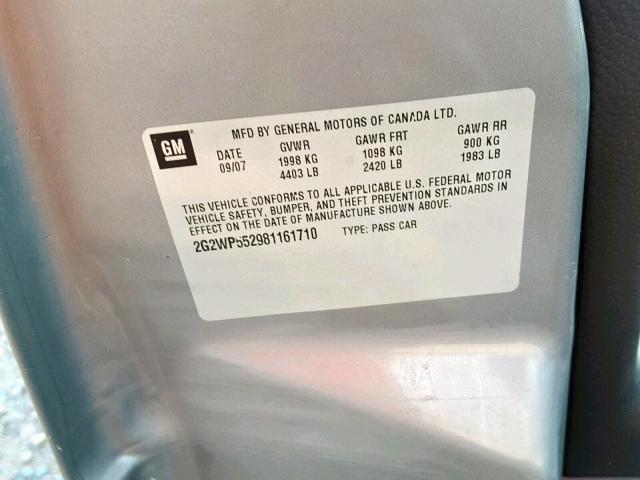 GM
MFD BY GENERAL MOTORS OF CANADA LTD.
DATE GVWR GAWR FRT GAWR RR
09/07 1998 KG 1098 KG 900 KG
4403 LB 2420 LB 1983 LB
THIS VEHICLE CONFORMS TO ALL APPLICABLE U.S. FEDERAL MOTOR
VEHICLE SAFETY, BUMPER, AND THEFT PREVENTION STANDARDS IN
EFFECT ON THE DATE OF MANUFACTURE SHOWN ABOVE.
2G2WP552981161710 TYPE: PASS CAR